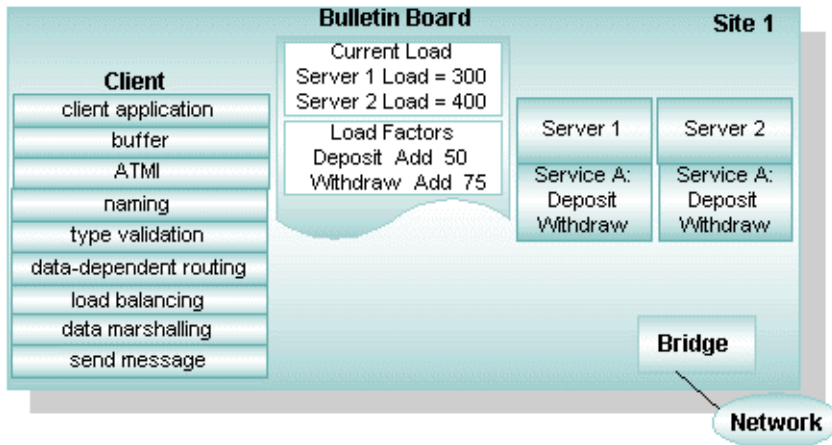 Bulletin Board
Site 1
Client
client application
buffer
ATMI
naming
type validation
data-dependent routing
load balancing
data marshalling
send message
Current Load
Server 1 Load = 300
Server 2 Load = 400
Load Factors
Deposit Add 50
Withdraw Add 75
Server 1
Service A:
Deposit
Withdraw
Server 2
Service A:
Deposit
Withdraw
Bridge
Network